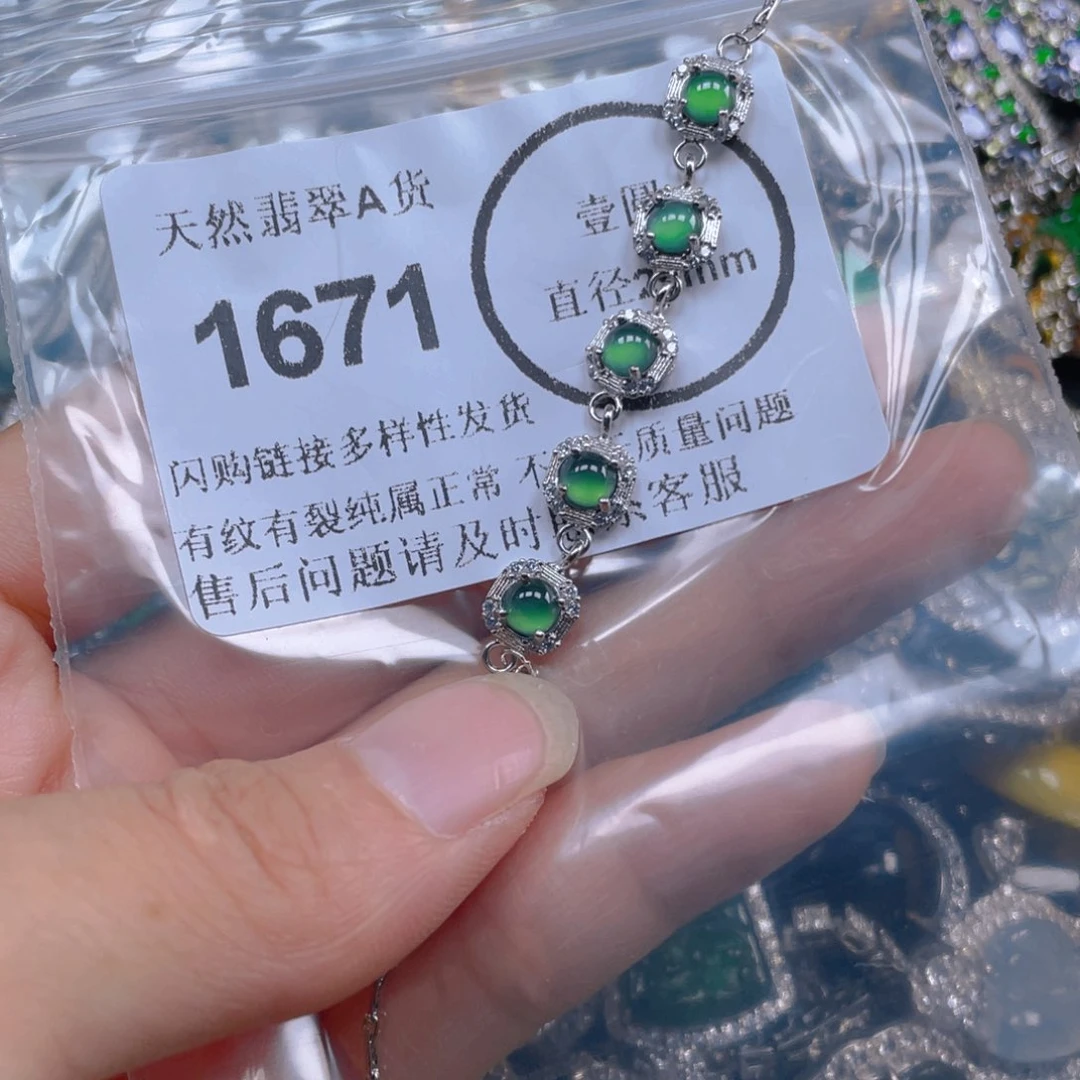 天然翡翠A货
1671
壹圆
直径2 mm
闪购链接多样性发货
有纹有裂纯属正常 不 质量问题
售后问题请及时 客服